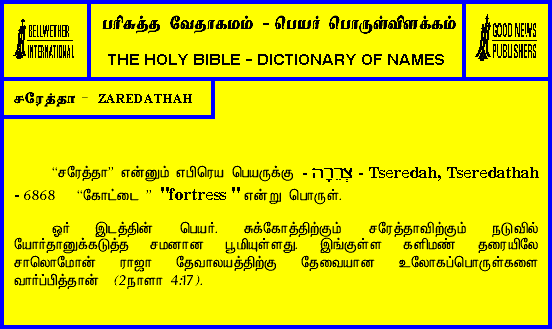 BELLWETHER
INTERNATIONAL
பரிசுத்த வேதாகமம் - பெயர் பொருள்விளக்கம்
THE HOLY BIBLE - DICTIONARY OF NAMES
GOOD NEWS
PUBLISHERS
சரேத்தா - ZAREDATHAH
“சரேத்தா” என்னும் எபிரெய பெயருக்கு - צְרֵדָה - Tseredah, Tseredathah
- 6868 “கோட்டை ” "fortress " என்று பொருள்.
ஓர் இடத்தின் பெயர். சுக்கோத்திற்கும் சரேத்தாவிற்கும் நடுவில்
யோர்தானுக்கடுத்த சமனான பூமியுள்ளது. இங்குள்ள களிமண் தரையிலே
சாலொமோன் ராஜா தேவாலயத்திற்கு தேவையான உலோகப்பொருள்களை
வார்ப்பித்தான் (2நாளா 4:17).